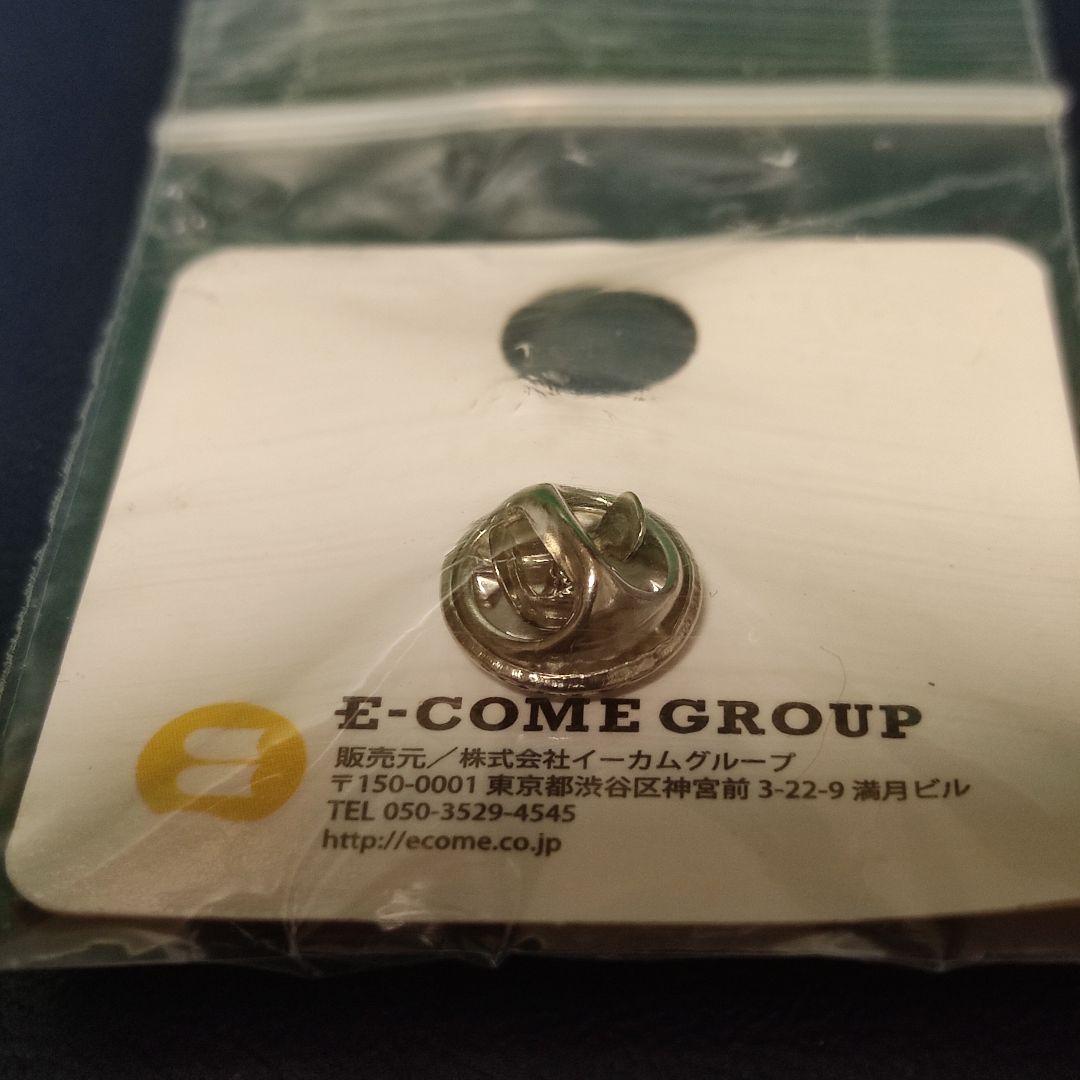 E-COME GROUP
販売元／株式会社イーカムグループ
〒150-0001 東京都渋谷区神宮前 3-22-9 満月ビル
TEL 050-3529-4545
http://ecome.co.jp